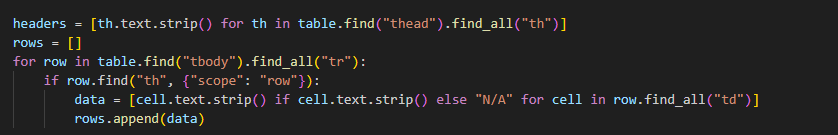 headers = [th.text.strip() for th in table.find("thead").find_all("th")]
rows = []
for row in table.find("tbody").find_all("tr"):
    if row.find("th", {"scope": "row"}):
        data = [cell.text.strip() if cell.text.strip() else "N/A" for cell in row.find_all("td")]
        rows.append(data)